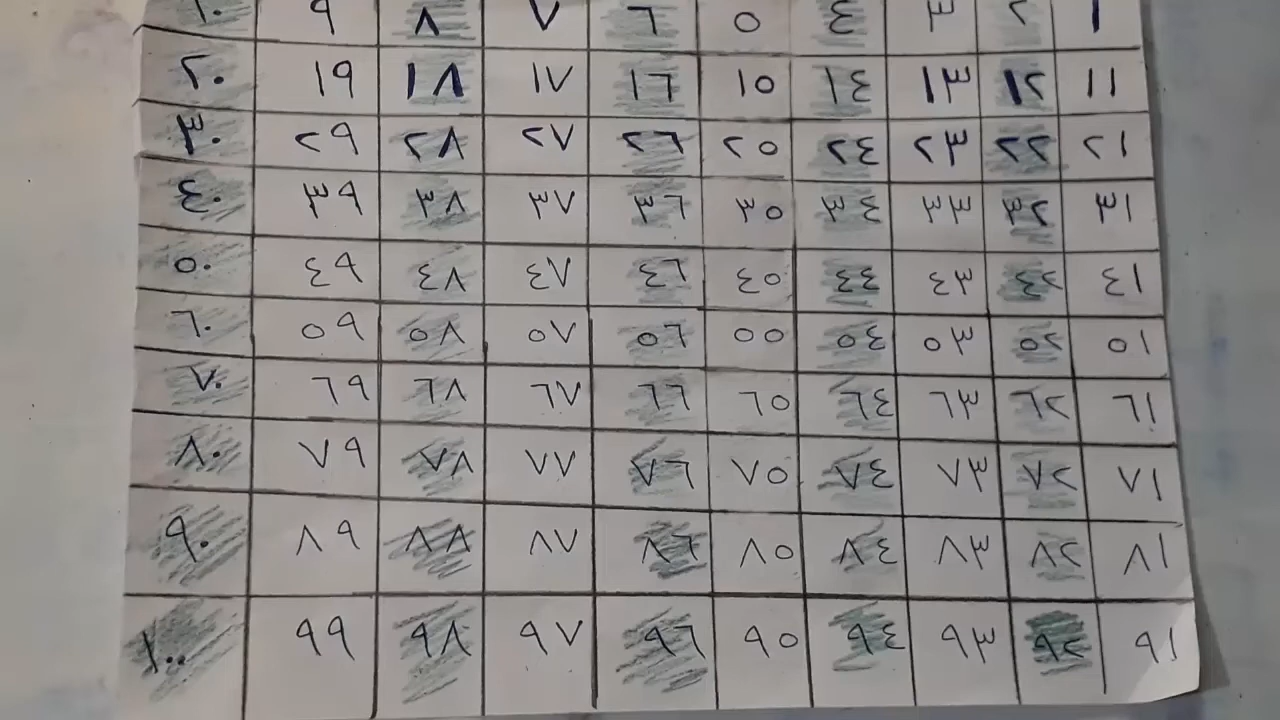 ١ ٢ ٣ ٤ ٥ ٦ ٧ ٨ ٩ ١٠
١١ ١٢ ١٣ ١٤ ١٥ ١٦ ١٧ ١٨ ١٩ ٢٠
٢١ ٢٢ ٢٣ ٢٤ ٢٥ ٢٦ ٢٧ ٢٨ ٢٩ ٣٠
٣١ ٣٢ ٣٣ ٣٤ ٣٥ ٣٦ ٣٧ ٣٨ ٣٩ ٤٠
٤١ ٤٢ ٤٣ ٤٤ ٤٥ ٤٦ ٤٧ ٤٨ ٤٩ ٥٠
٥١ ٥٢ ٥٣ ٥٤ ٥٥ ٥٦ ٥٧ ٥٨ ٥٩ ٦٠
٦١ ٦٢ ٦٣ ٦٤ ٦٥ ٦٦ ٦٧ ٦٨ ٦٩ ٧٠
٧١ ٧٢ ٧٣ ٧٤ ٧٥ ٧٦ ٧٧ ٧٨ ٧٩ ٨٠
٨١ ٨٢ ٨٣ ٨٤ ٨٥ ٨٦ ٨٧ ٨٨ ٨٩ ٩٠
٩١ ٩٢ ٩٣ ٩٤ ٩٥ ٩٦ ٩٧ ٩٨ ٩٩ ١٠٠